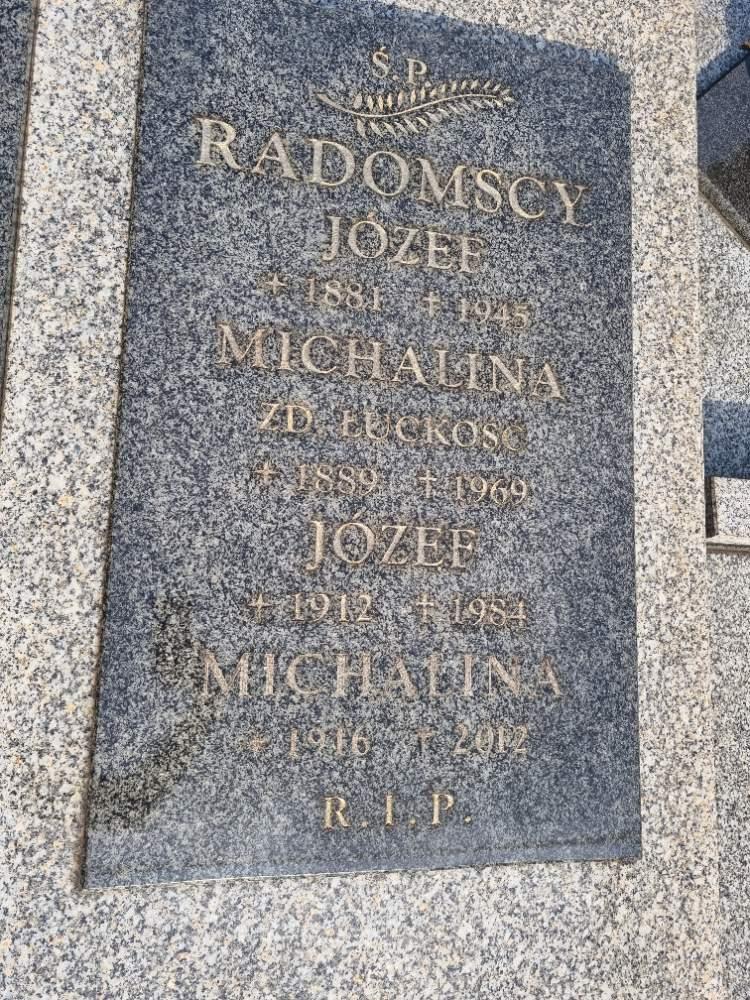 Ś.P.
RADOMSCY
JÓZEF
* 1881 † 1945
MICHALINA
ZD. ŁUCKOŚĆ
* 1889 † 1969
JÓZEF
* 1912 † 1984
MICHALINA
* 1916 † 2012
R.I.P.